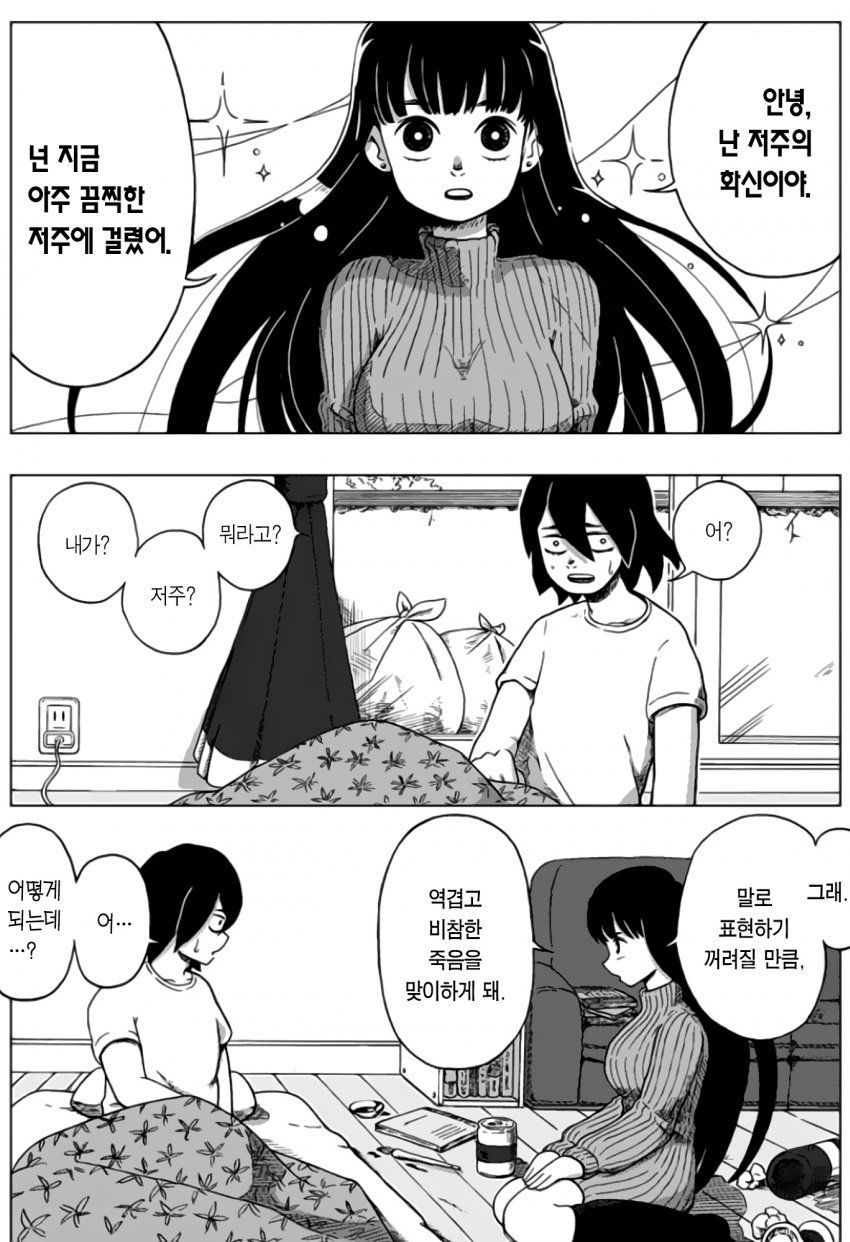 안녕,
난 저주의
화신이야.
넌 지금
아주 끔찍한
저주에 걸렸어.
어?
뭐라고?
저주?
내가?
그래.
말로
표현하기
꺼려질 만큼,
역겹고
비참한
죽음을
맞이하게 돼.
어…
어떻게
되는데
…?